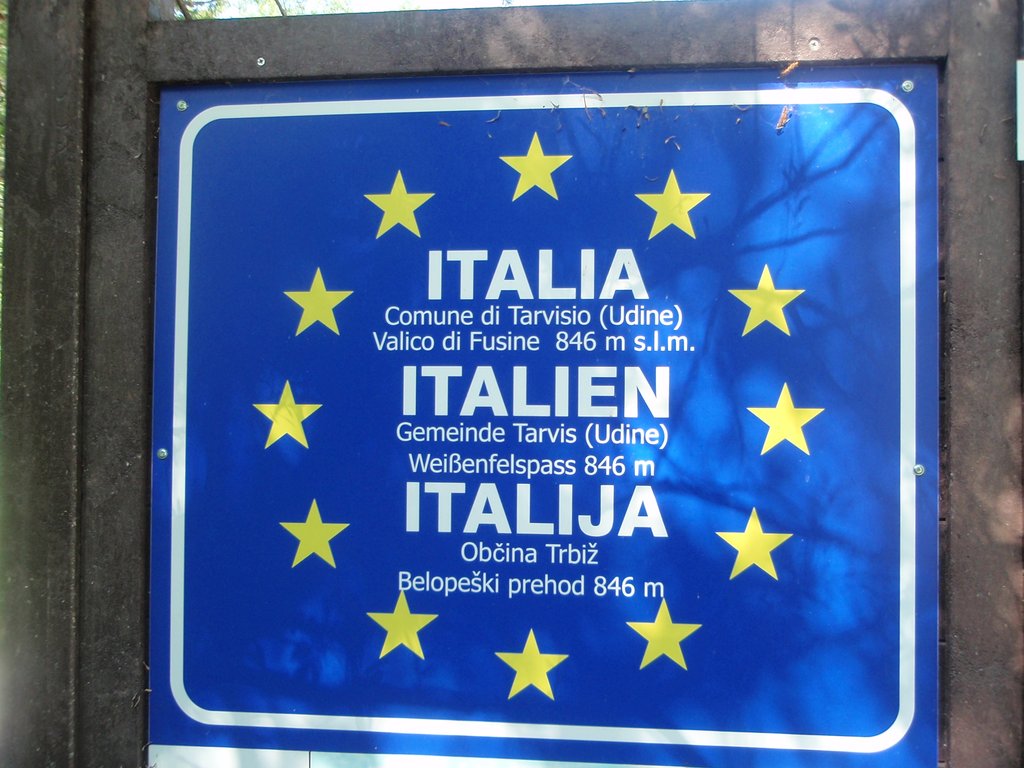 ITALIA
Comune di Tarvisio (Udine)
Valico di Fusine 846 m s.l.m.
ITALIEN
Gemeinde Tarvis (Udine)
Weißenfelspass 846 m
ITALIJA
Občina Trbiž
Belopeški prehod 846 m